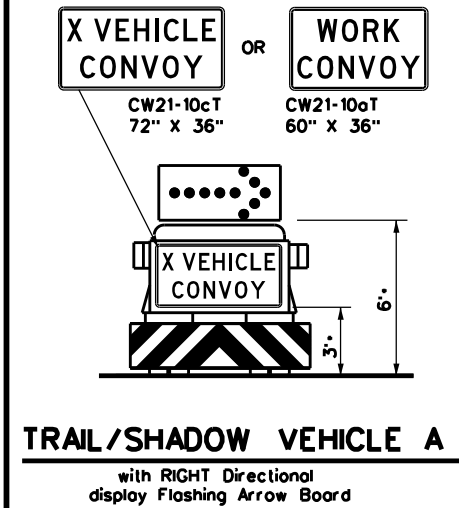 X VEHICLE
CONVOY
OR
WORK
CONVOY
CW21-10cT
72" X 36"
CW21-10aT
60" X 36"
X VEHICLE
CONVOY
6'±
3'±
TRAIL/SHADOW VEHICLE A
with RIGHT Directional
display Flashing Arrow Board